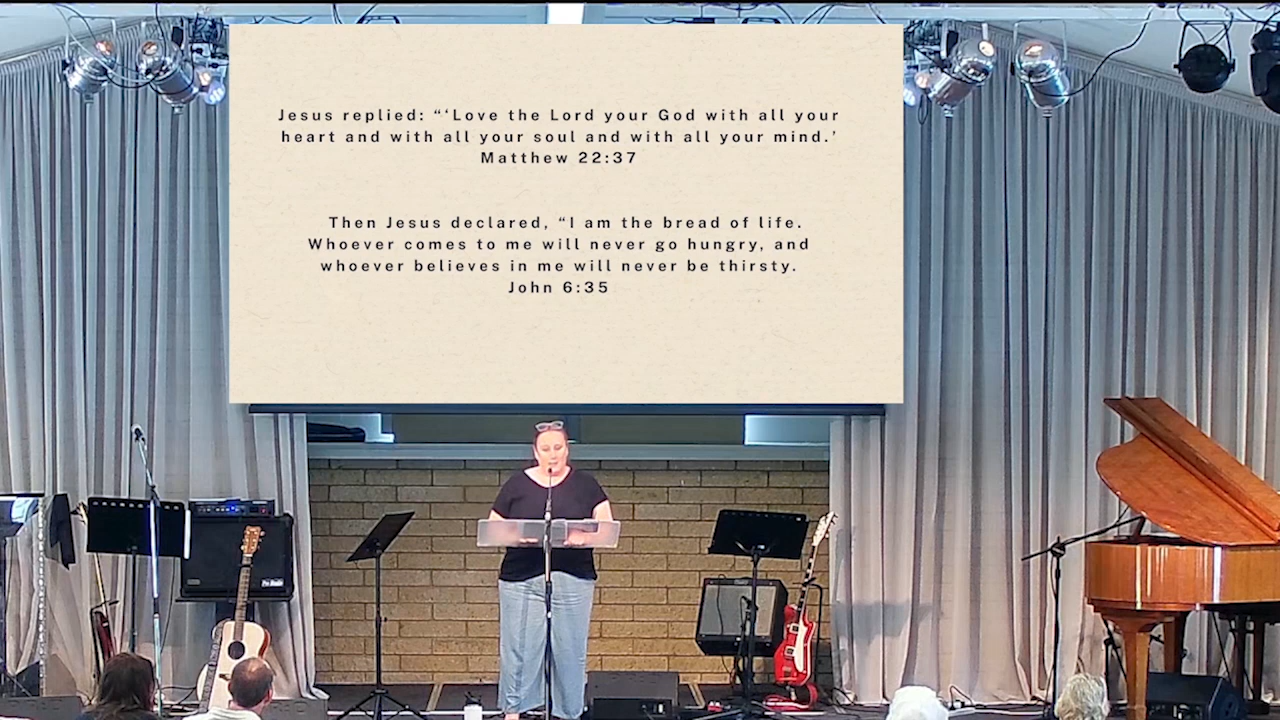 Jesus replied: “‘Love the Lord your God with all your
heart and with all your soul and with all your mind.’
Matthew 22:37
Then Jesus declared, “I am the bread of life.
Whoever comes to me will never go hungry, and
whoever believes in me will never be thirsty.
John 6:35